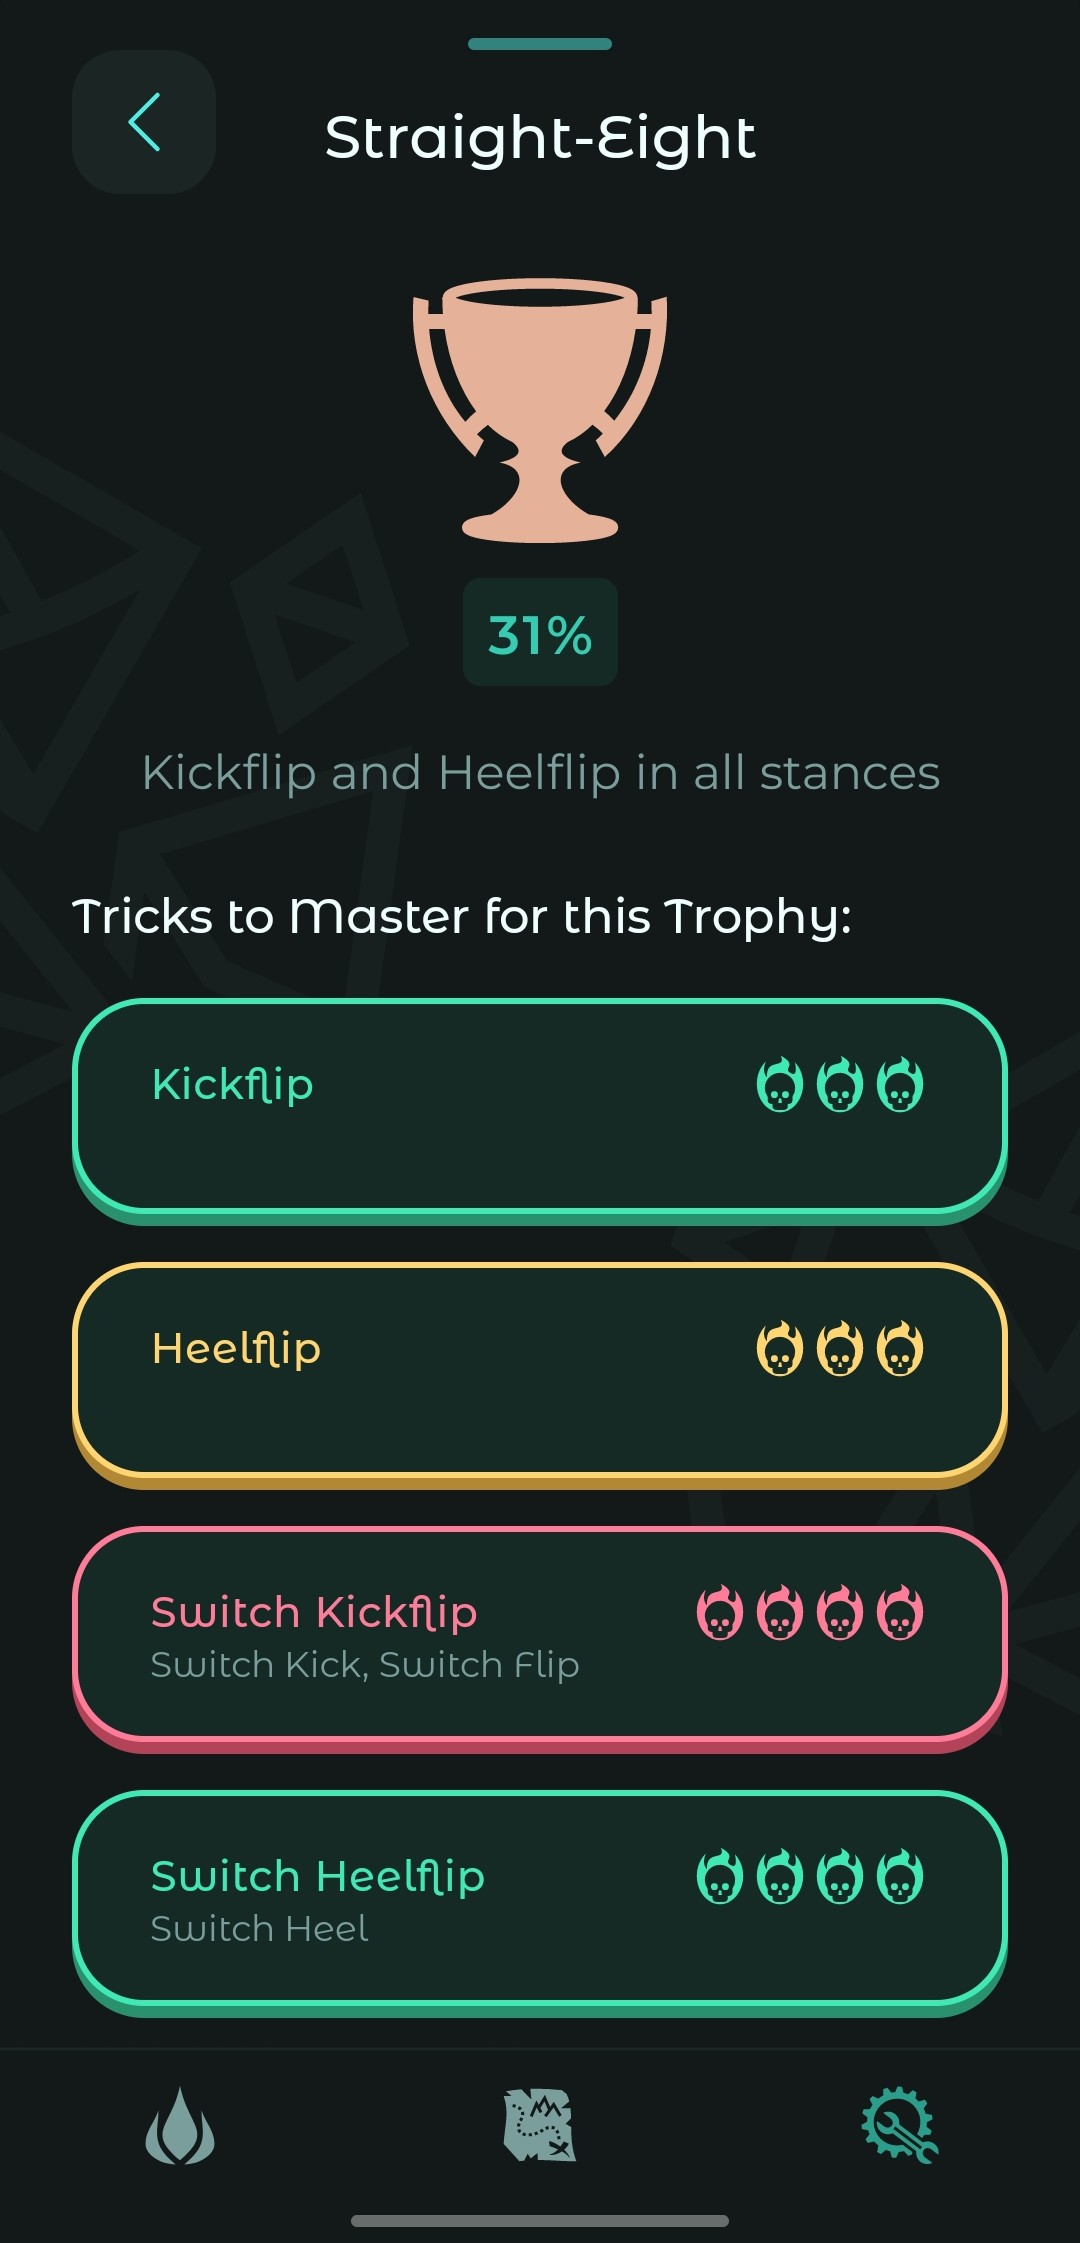 Straight-Eight
31%
Kickflip and Heelflip in all stances
Tricks to Master for this Trophy:
Kickflip
Heelflip
Switch Kickflip
Switch Kick, Switch Flip
Switch Heelflip
Switch Heel